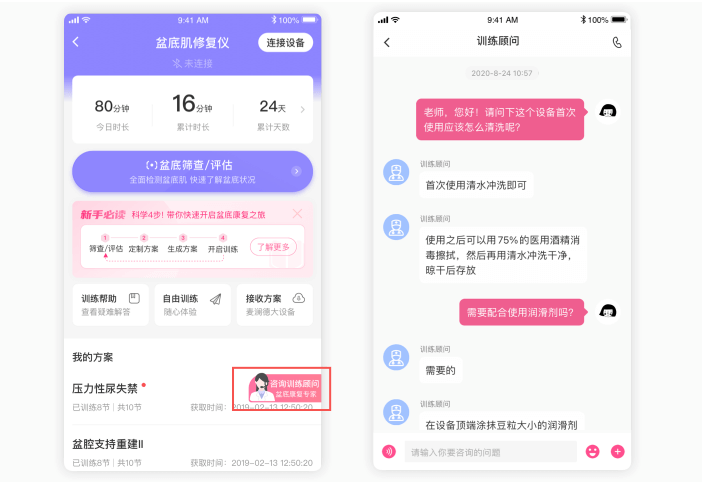 9:41 AM
100%
盆底肌修复仪
连接设备
未连接
80分钟
16分钟
24天
今日时长
累计时长
累计天数
盆底筛查/评估
全面检测盆底肌 快速了解盆底状况
新手必读 科学4步! 带你快速开启盆底康复之旅
1 2 3 4
筛查/评估 定制方案 生成方案 开启训练
了解更多
训练帮助
查看疑难解答
自由训练
随心体验
接收方案
麦澜德大设备
我的方案
压力性尿失禁
咨询训练顾问
盆底康复专家
已训练8节 | 共10节
获取时间: 2019-02-13 12:50:20
盆腔支持重建II
已训练8节 | 共10节
获取时间: 2019-02-13 12:50:20
9:41 AM
100%
训练顾问
2020-8-24 10:57
老师，您好！请问下这个设备首次
使用应该怎么清洗呢?
训练顾问
首次使用清水冲洗即可
训练顾问
使用之后可以用75%的医用酒精消
毒擦拭，然后再用清水冲洗干净，
晾干后存放
需要配合使用润滑剂吗?
训练顾问
需要的
训练顾问
在设备顶端涂抹豆粒大小的润滑剂
请输入你要咨询的问题